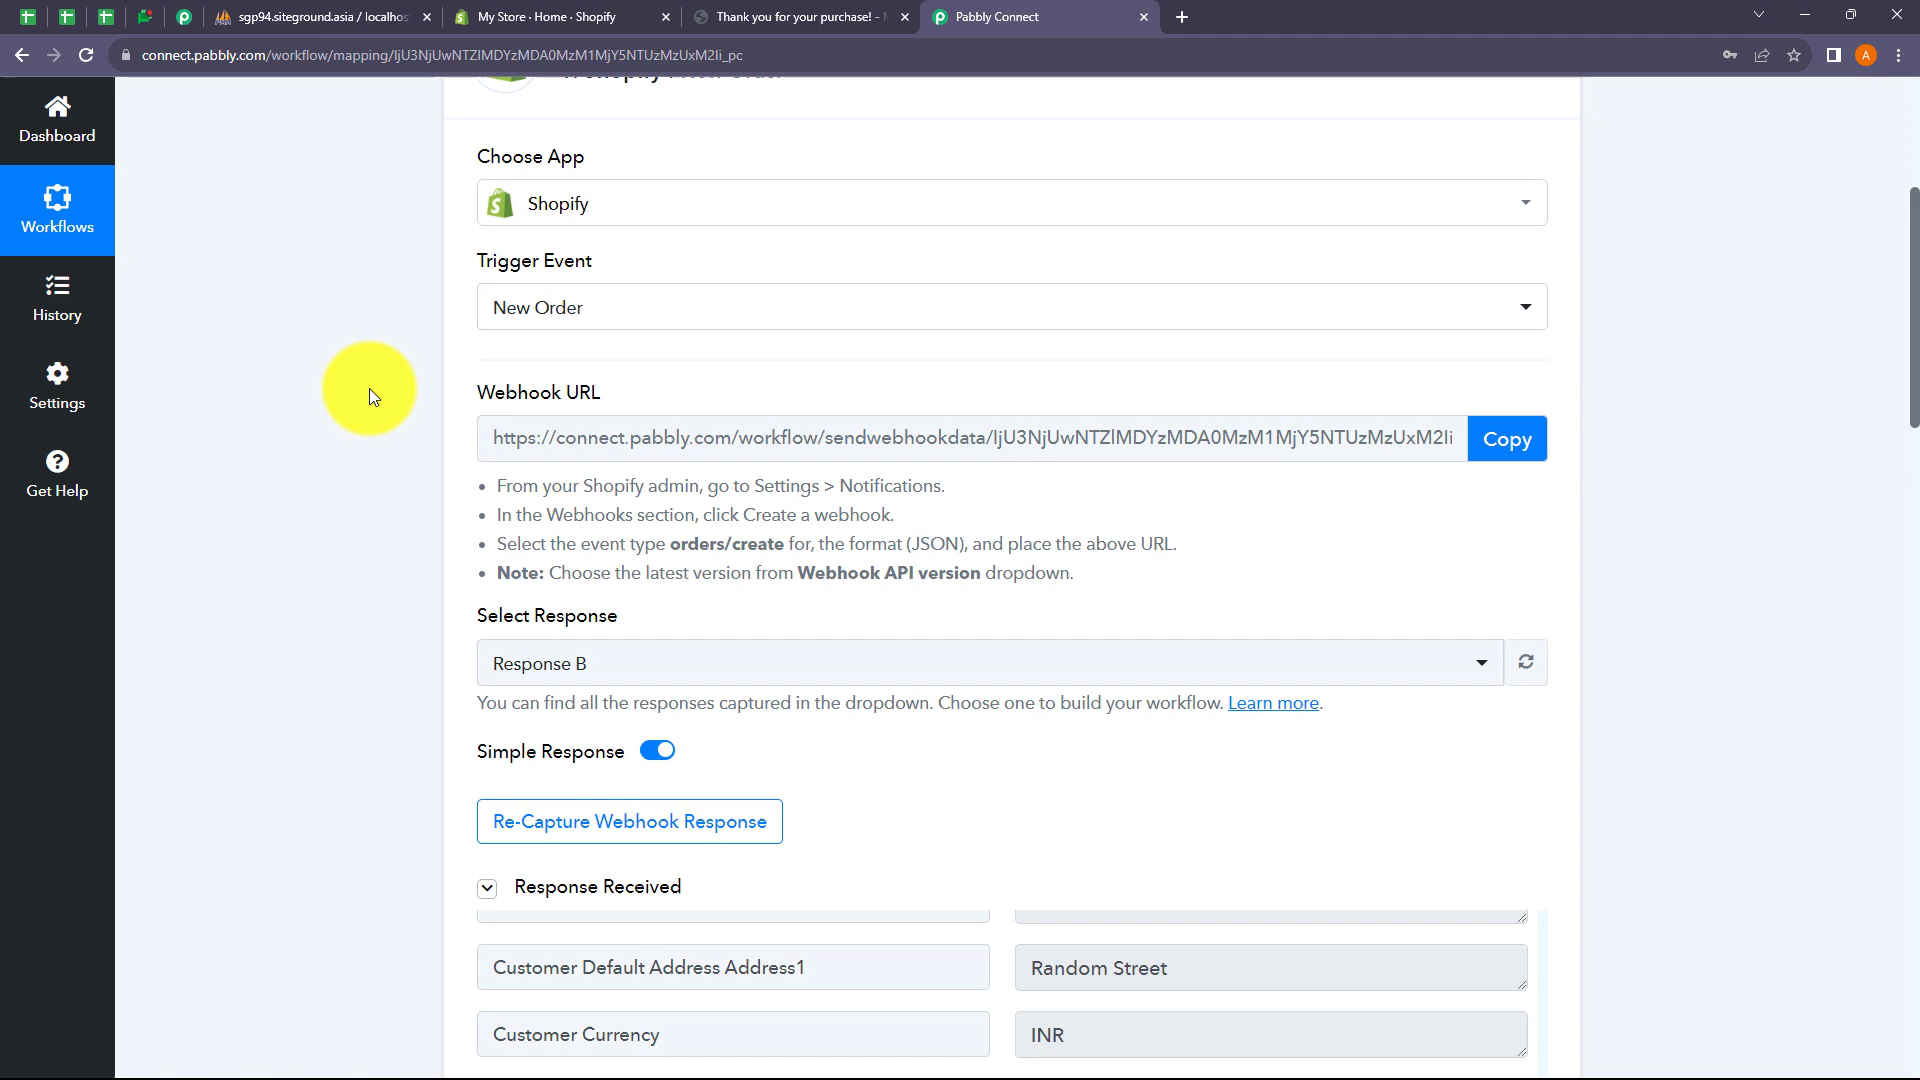 sgp94.siteground.asia / localhos
My Store · Home · Shopify
Thank you for your purchase! -
Pabbly Connect
connect.pabbly.com/workflow/mapping/IjU3NjUwNTZlMDYzMDA0MzM1MjY5NTUzMzUxM2Ii_pc
A
Dashboard
Workflows
History
Settings
Get Help
Choose App
Shopify
Trigger Event
New Order
Webhook URL
https://connect.pabbly.com/workflow/sendwebhookdata/IjU3NjUwNTZlMDYzMDA0MzM1MjY5NTUzMzUxM2Ii
Copy
• From your Shopify admin, go to Settings > Notifications.
• In the Webhooks section, click Create a webhook.
• Select the event type orders/create for, the format (JSON), and place the above URL.
• Note: Choose the latest version from Webhook API version dropdown.
Select Response
Response B
You can find all the responses captured in the dropdown. Choose one to build your workflow. Learn more.
Simple Response
Re-Capture Webhook Response
Response Received
Customer Default Address Address1
Random Street
Customer Currency
INR